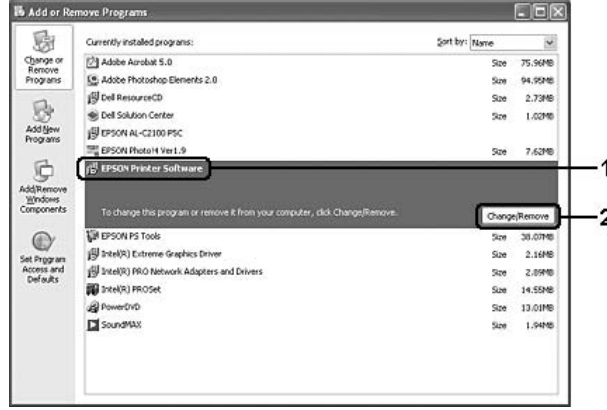 Add or Remove Programs
Change or
Remove
Programs
Add New
Programs
Add/Remove
Windows
Components
Set Program
Access and
Defaults
Currently installed programs:
Sort by: Name
Adobe Acrobat 5.0 Size 75.96MB
Adobe Photoshop Elements 2.0 Size 94.95MB
Dell ResourceCD Size 2.73MB
Dell Solution Center Size 1.02MB
EPSON AL-C2100 PSC
EPSON PhotoH Ver1.9 Size 7.62MB
EPSON Printer Software 1
To change this program or remove it from your computer, click Change/Remove.
Change/Remove 2
EPSON PS Tools Size 38.07MB
Intel(R) Extreme Graphics Driver Size 2.16MB
Intel(R) PRO Network Adapters and Drivers Size 2.89MB
Intel(R) PROSet Size 14.55MB
PowerDVD Size 13.01MB
SoundMAX Size 1.94MB